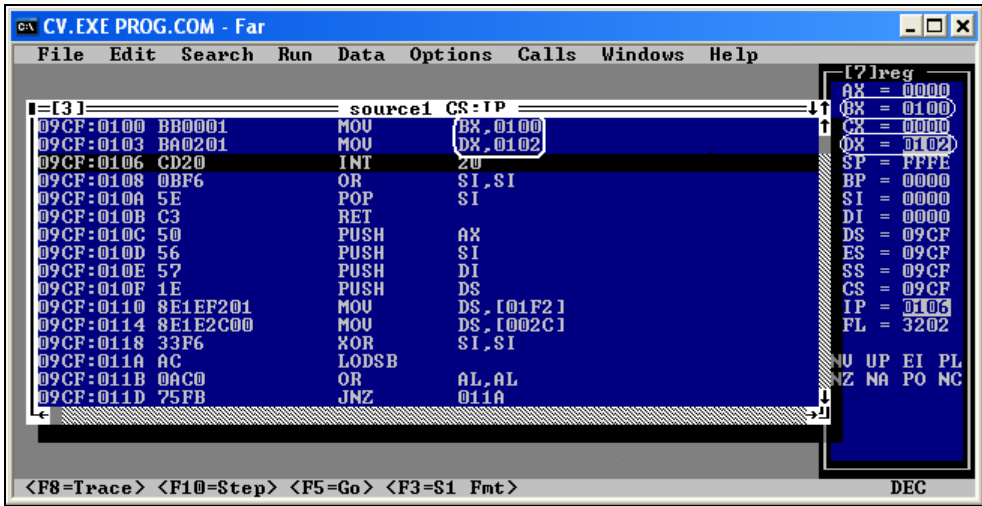 CV.EXE PROG.COM - Far
File Edit Search Run Data Options Calls Windows Help
[3] source1 CS:IP
09CF:0100 BB0001 MOV BX,0100
09CF:0103 BA0201 MOV DX,0102
09CF:0106 CD20 INT 20
09CF:0108 0BF6 OR SI,SI
09CF:010A 5E POP SI
09CF:010B C3 RET
09CF:010C 50 PUSH AX
09CF:010D 56 PUSH SI
09CF:010E 57 PUSH DI
09CF:010F 1E PUSH DS
09CF:0110 8E1EF201 MOV DS,[01F2]
09CF:0114 8E1E2C00 MOV DS,[002C]
09CF:0118 33F6 XOR SI,SI
09CF:011A AC LODSB
09CF:011B 0AC0 OR AL,AL
09CF:011D 75FB JNZ 011A
[7]reg
AX = 0000
BX = 0100
CX = 0000
DX = 0102
SP = FFFE
BP = 0000
SI = 0000
DI = 0000
DS = 09CF
ES = 09CF
SS = 09CF
CS = 09CF
IP = 0106
FL = 3202
NV UP EI PL
NZ NA PO NC
<F8=Trace> <F10=Step> <F5=Go> <F3=S1 Fmt> DEC